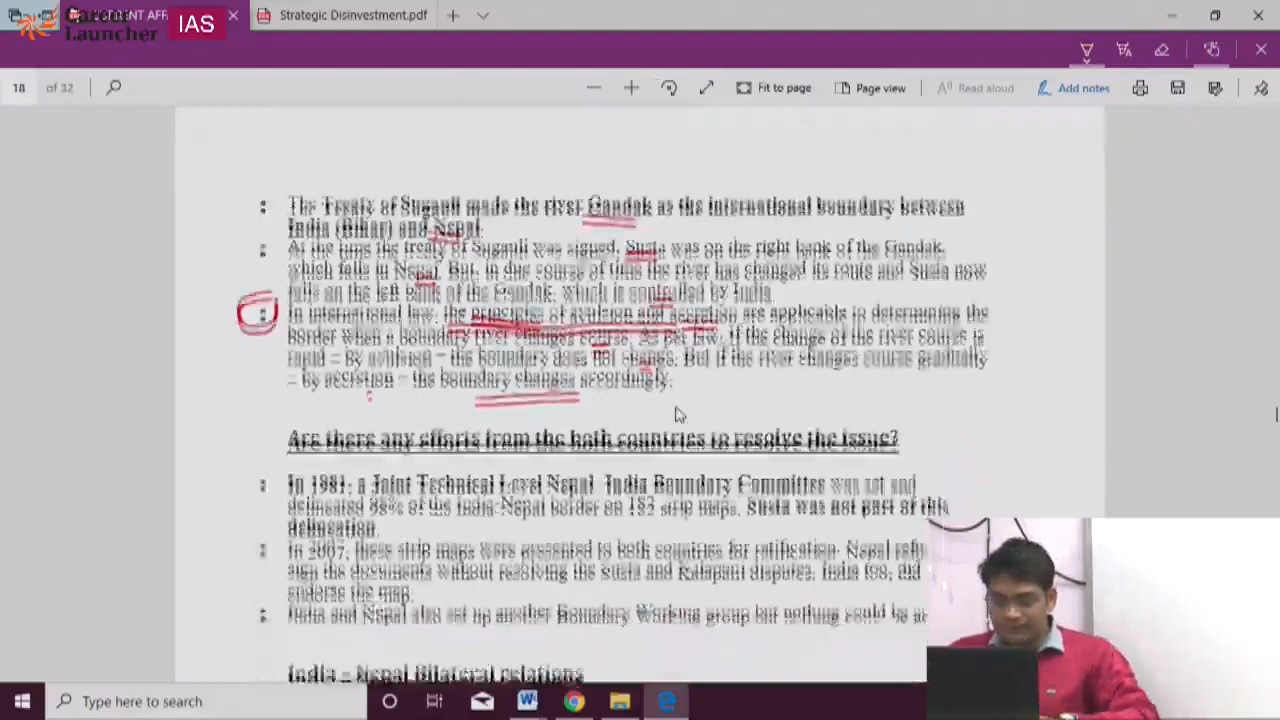 CURRENT AFF
Strategic Disinvestment.pdf
Career
Launcher
IAS
18 of 32
Fit to page
Page view
Read aloud
Add notes
The Treaty of Sugauli made the river Gandak as the international boundary between
India (Bihar) and Nepal.
At the time the treaty of Sugauli was signed, Susta was on the right bank of the Gandak,
which falls in Nepal. But, in due course of time the river has changed its route and Susta now
falls on the left bank of the Gandak, which is controlled by India.
In international law, the principles of avulsion and accretion are applicable in determining the
border when a boundary river changes course. As per law, if the change of the river course is
rapid – by avulsion – the boundary does not change. But if the river changes course gradually
– by accretion – the boundary changes accordingly.
Are there any efforts from the both countries to resolve the issue?
In 1981, a Joint Technical Level Nepal India Boundary Committee was set and
delineated 98% of the India-Nepal border on 182 strip maps. Susta was not part of this
delineation.
In 2007, these strip maps were presented to both countries for ratification. Nepal refu
sign the documents without resolving the Susta and Kalapani disputes. India too, did
endorse the map.
India and Nepal also set up another Boundary Working group but nothing could be ac
India – Nepal Bilateral relations
Type here to search